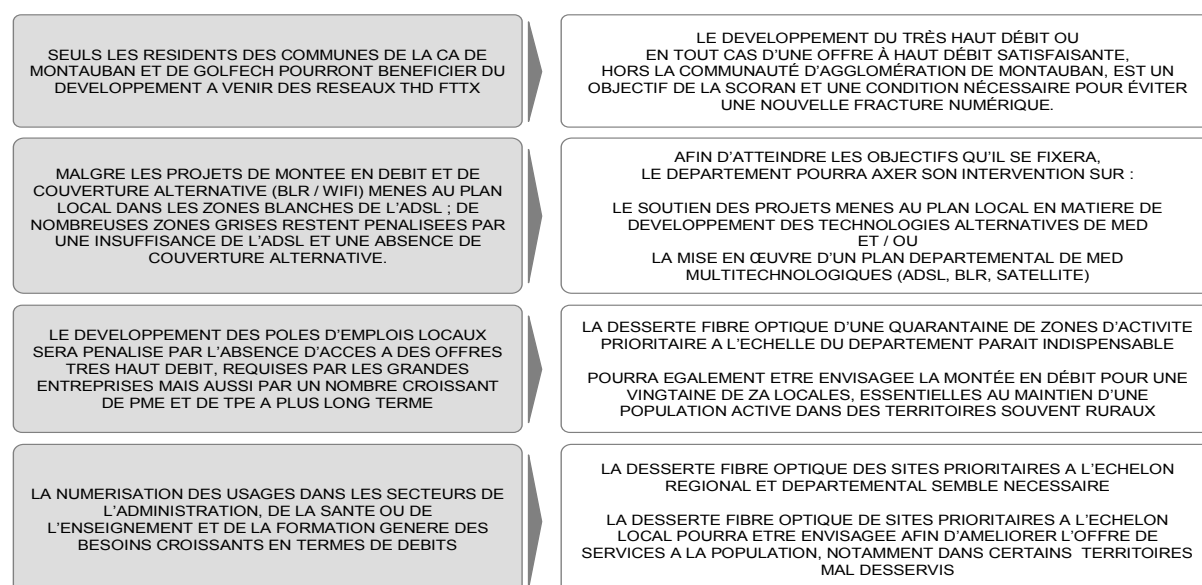 SEULS LES RESIDENTS DES COMMUNES DE LA CA DE
MONTAUBAN ET DE GOLFECH POURRONT BENEFICIER DU
DEVELOPPEMENT A VENIR DES RESEAUX THD FTTX
LE DEVELOPPEMENT DU TRÈS HAUT DÉBIT OU
EN TOUT CAS D'UNE OFFRE À HAUT DÉBIT SATISFAISANTE,
HORS LA COMMUNAUTÉ D'AGGLOMÉRATION DE MONTAUBAN, EST UN
OBJECTIF DE LA SCORAN ET UNE CONDITION NÉCESSAIRE POUR ÉVITER
UNE NOUVELLE FRACTURE NUMÉRIQUE.
MALGRE LES PROJETS DE MONTEE EN DEBIT ET DE
COUVERTURE ALTERNATIVE (BLR / WIFI) MENES AU PLAN
LOCAL DANS LES ZONES BLANCHES DE L'ADSL ; DE
NOMBREUSES ZONES GRISES RESTENT PENALISEES PAR
UNE INSUFFISANCE DE L'ADSL ET UNE ABSENCE DE
COUVERTURE ALTERNATIVE.
AFIN D'ATTEINDRE LES OBJECTIFS QU'IL SE FIXERA,
LE DEPARTEMENT POURRA AXER SON INTERVENTION SUR :
LE SOUTIEN DES PROJETS MENES AU PLAN LOCAL EN MATIERE DE
DEVELOPPEMENT DES TECHNOLOGIES ALTERNATIVES DE MED
ET / OU
LA MISE EN ŒUVRE D'UN PLAN DEPARTEMENTAL DE MED
MULTITECHNOLOGIQUES (ADSL, BLR, SATELLITE)
LE DEVELOPPEMENT DES POLES D'EMPLOIS LOCAUX
SERA PENALISE PAR L'ABSENCE D'ACCES A DES OFFRES
TRES HAUT DEBIT, REQUISES PAR LES GRANDES
ENTREPRISES MAIS AUSSI PAR UN NOMBRE CROISSANT
DE PME ET DE TPE A PLUS LONG TERME
LA DESSERTE FIBRE OPTIQUE D'UNE QUARANTAINE DE ZONES D'ACTIVITE
PRIORITAIRE A L'ECHELLE DU DEPARTEMENT PARAIT INDISPENSABLE
POURRA EGALEMENT ETRE ENVISAGEE LA MONTÉE EN DÉBIT POUR UNE
VINGTAINE DE ZA LOCALES, ESSENTIELLES AU MAINTIEN D'UNE
POPULATION ACTIVE DANS DES TERRITOIRES SOUVENT RURAUX
LA NUMERISATION DES USAGES DANS LES SECTEURS DE
L'ADMINISTRATION, DE LA SANTE OU DE
L'ENSEIGNEMENT ET DE LA FORMATION GENERE DES
BESOINS CROISSANTS EN TERMES DE DEBITS
LA DESSERTE FIBRE OPTIQUE DES SITES PRIORITAIRES A L'ECHELON
REGIONAL ET DEPARTEMENTAL SEMBLE NECESSAIRE
LA DESSERTE FIBRE OPTIQUE DE SITES PRIORITAIRES A L'ECHELON
LOCAL POURRA ETRE ENVISAGEE AFIN D'AMELIORER L'OFFRE DE
SERVICES A LA POPULATION, NOTAMMENT DANS CERTAINS TERRITOIRES
MAL DESSERVIS